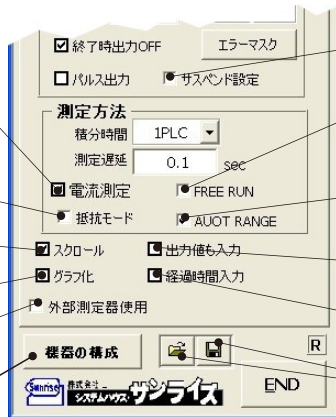 終了時出力OFF エラーマスク
パルス出力 サスペンド設定
測定方法
積分時間 1PLC
測定遅延 0.1 sec
電流測定 FREE RUN
抵抗モード AUOT RANGE
スクロール 出力値も入力
グラフ化 経過時間入力
外部測定器使用
機器の構成 R
Sunrise 株式会社 システムハウス サンライズ END